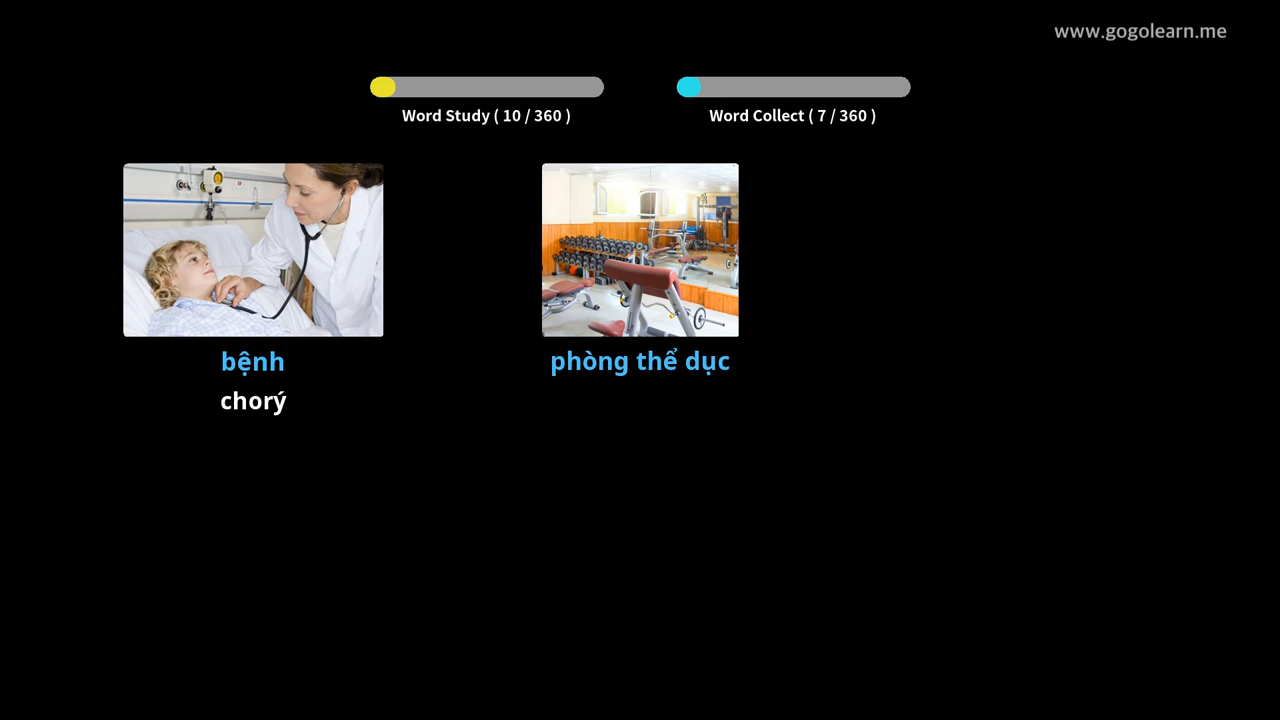 www.gogolearn.me
Word Study ( 10 / 360 )
Word Collect ( 7 / 360 )
bệnh
chorý
phòng thể dục